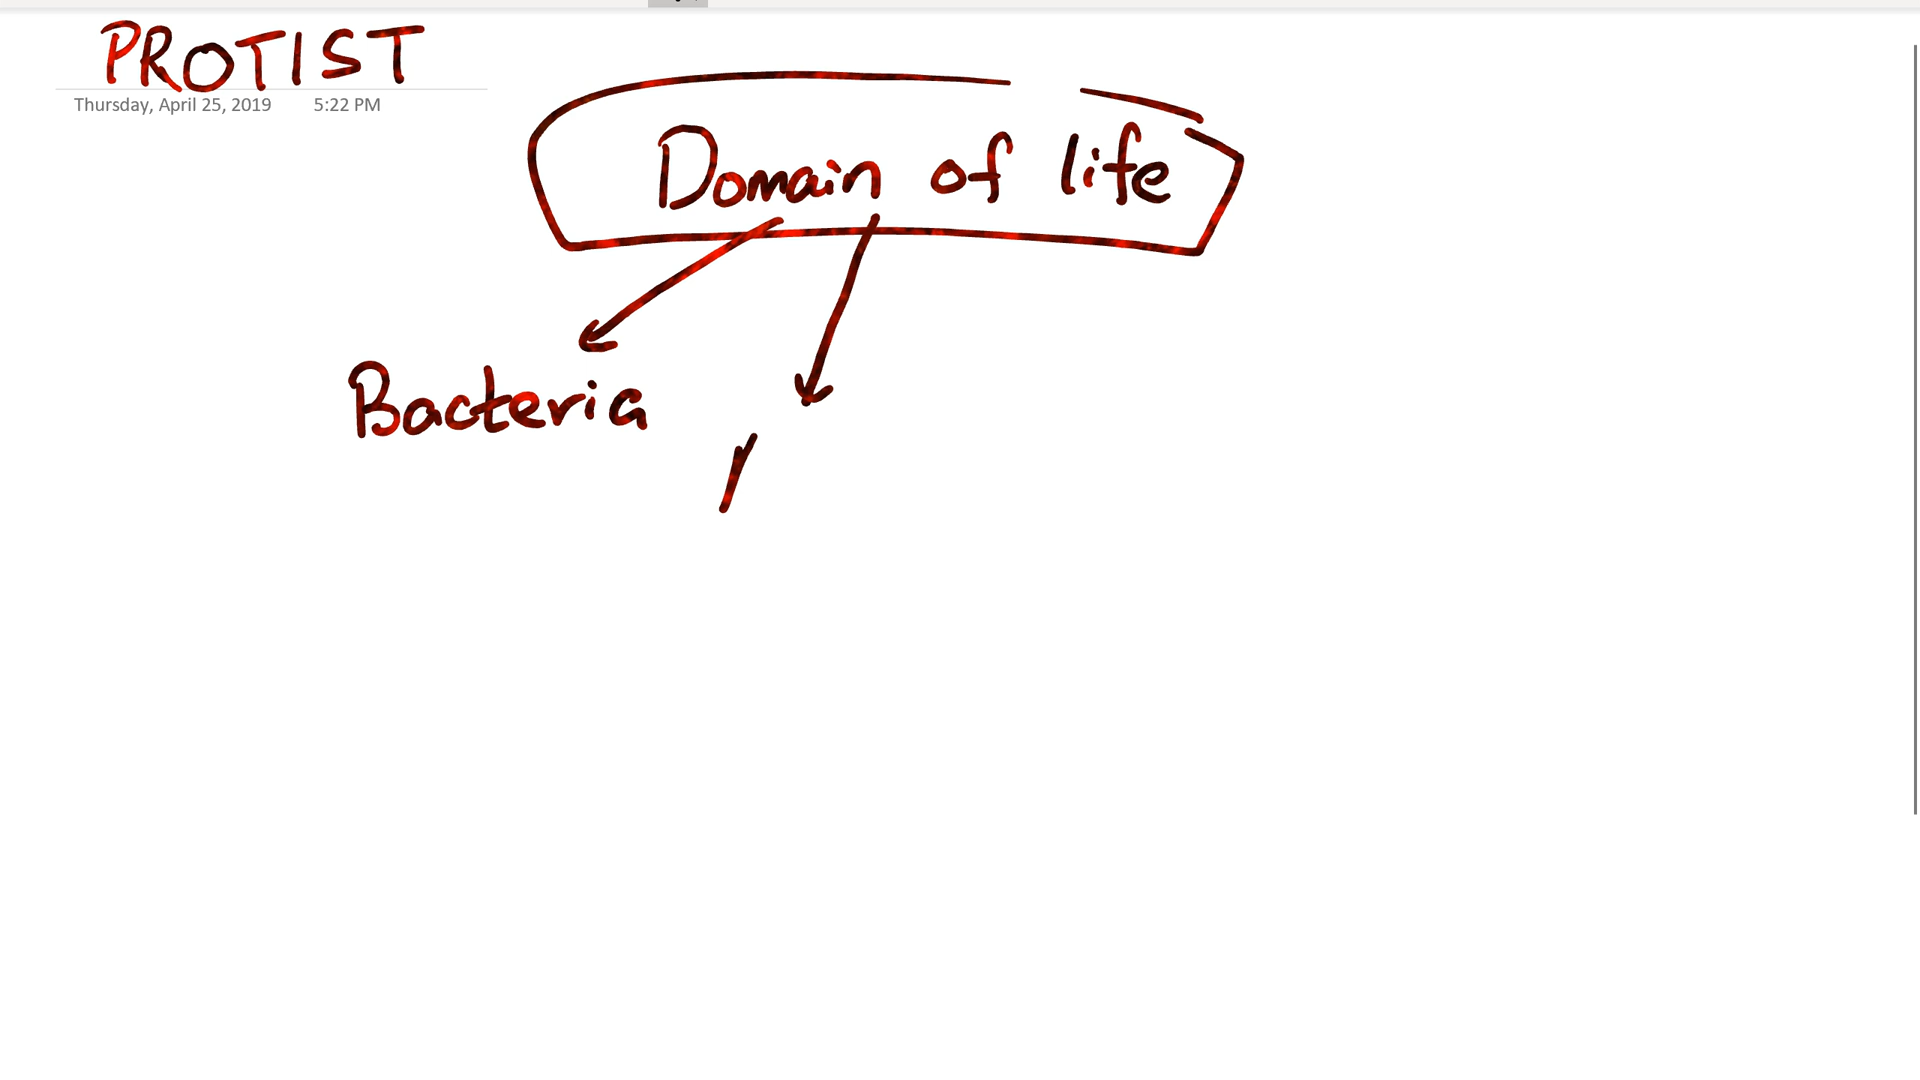 PROTIST
Thursday, April 25, 2019 5:22 PM
Domain of life
Bacteria